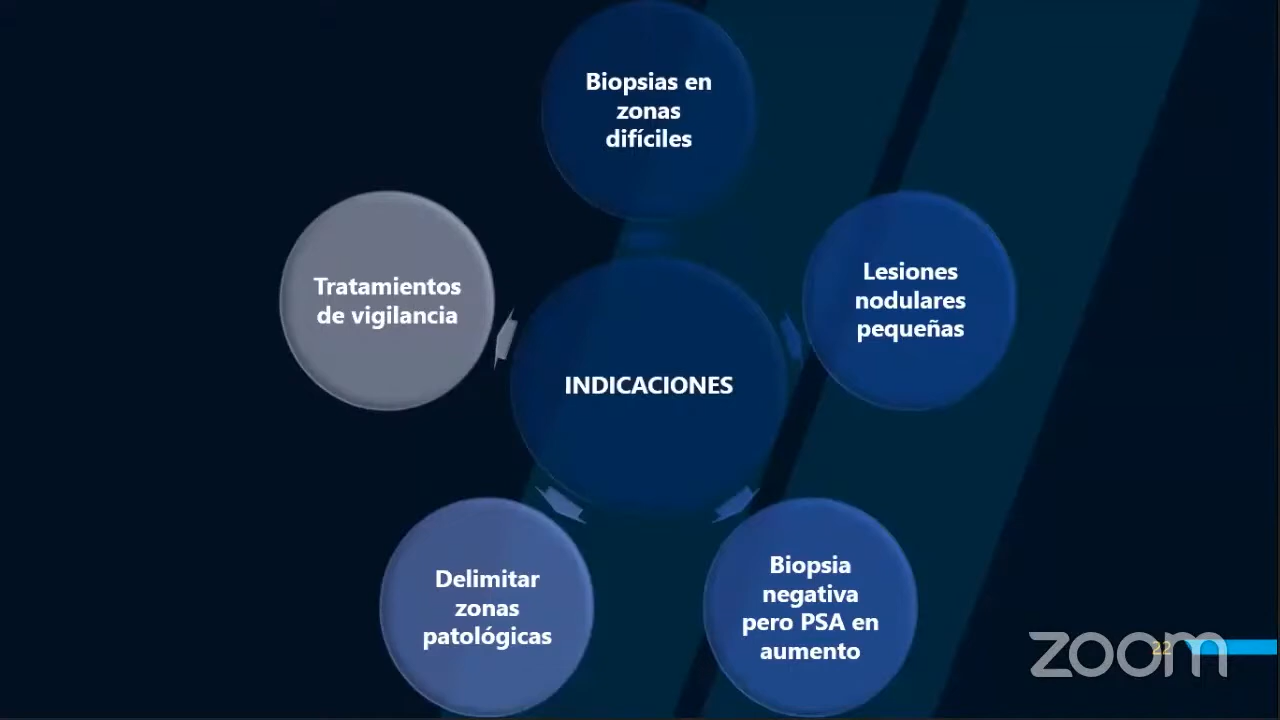 Biopsias en
zonas
difíciles
Tratamientos
de vigilancia
Lesiones
nodulares
pequeñas
INDICACIONES
Delimitar
zonas
patológicas
Biopsia
negativa
pero PSA en
aumento
22
zoom